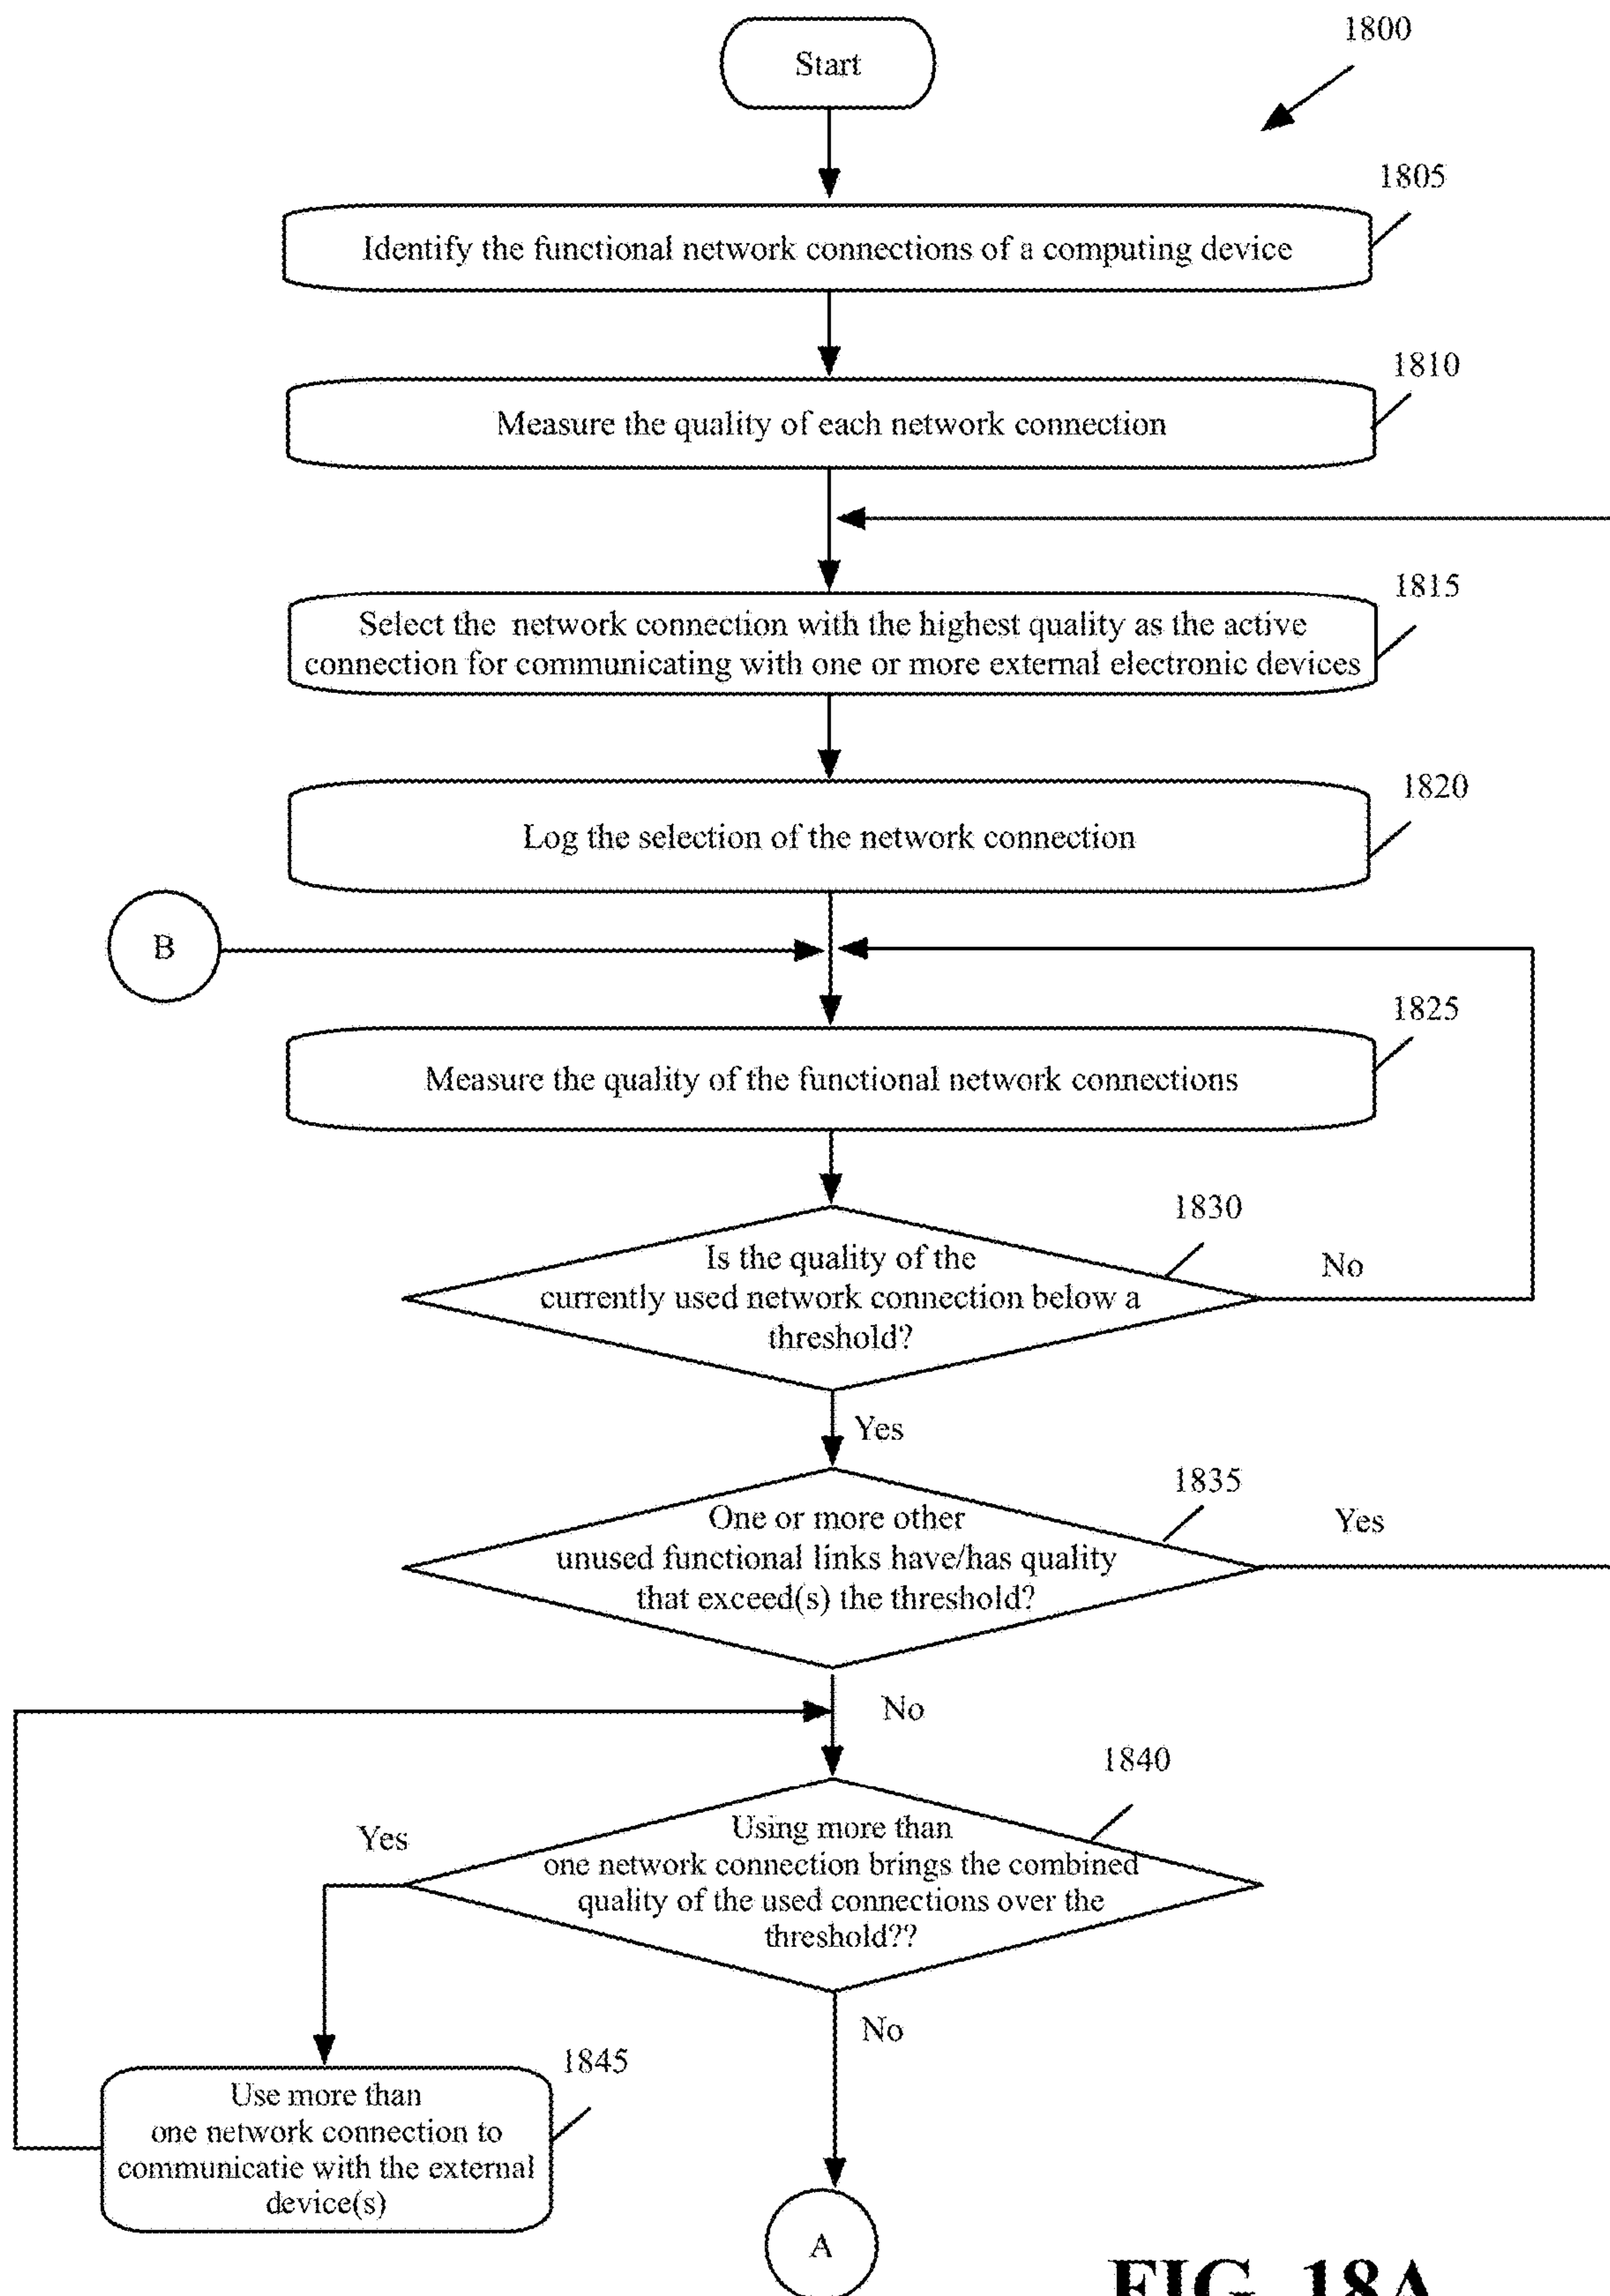 Start
1800
1805
Identify the functional network connections of a computing device
1810
Measure the quality of each network connection
1815
Select the network connection with the highest quality as the active
connection for communicating with one or more external electronic devices
1820
Log the selection of the network connection
B
1825
Measure the quality of the functional network connections
1830
Is the quality of the
currently used network connection below a
threshold?
No
Yes
1835
One or more other
unused functional links have/has quality
that exceed(s) the threshold?
Yes
No
1840
Using more than
one network connection brings the combined
quality of the used connections over the
threshold??
Yes
No
1845
Use more than
one network connection to
communicatie with the external
device(s)
A
FIG. 18A